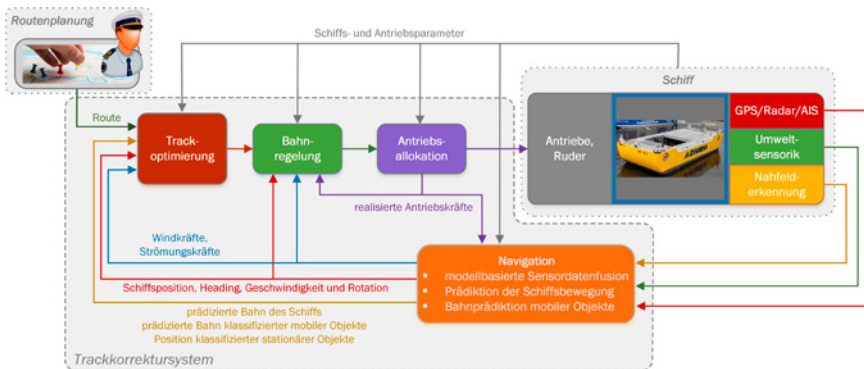 Routenplanung
Schiffs- und Antriebsparameter
Schiff
Route
Track-
optimierung
Bahn-
regelung
Antriebs-
allokation
Antriebe,
Ruder
GPS/Radar/AIS
Umwelt-
sensorik
Nahfeld-
erkennung
realisierte Antriebskräfte
Windkräfte,
Strömungskräfte
Navigation
▪ modellbasierte Sensordatenfusion
▪ Prädiktion der Schiffsbewegung
▪ Bahnprädiktion mobiler Objekte
Schiffsposition, Heading, Geschwindigkeit und Rotation
prädizierte Bahn des Schiffs
prädizierte Bahn klassifizierter mobiler Objekte
Position klassifizierter stationärer Objekte
Trackkorrektursystem